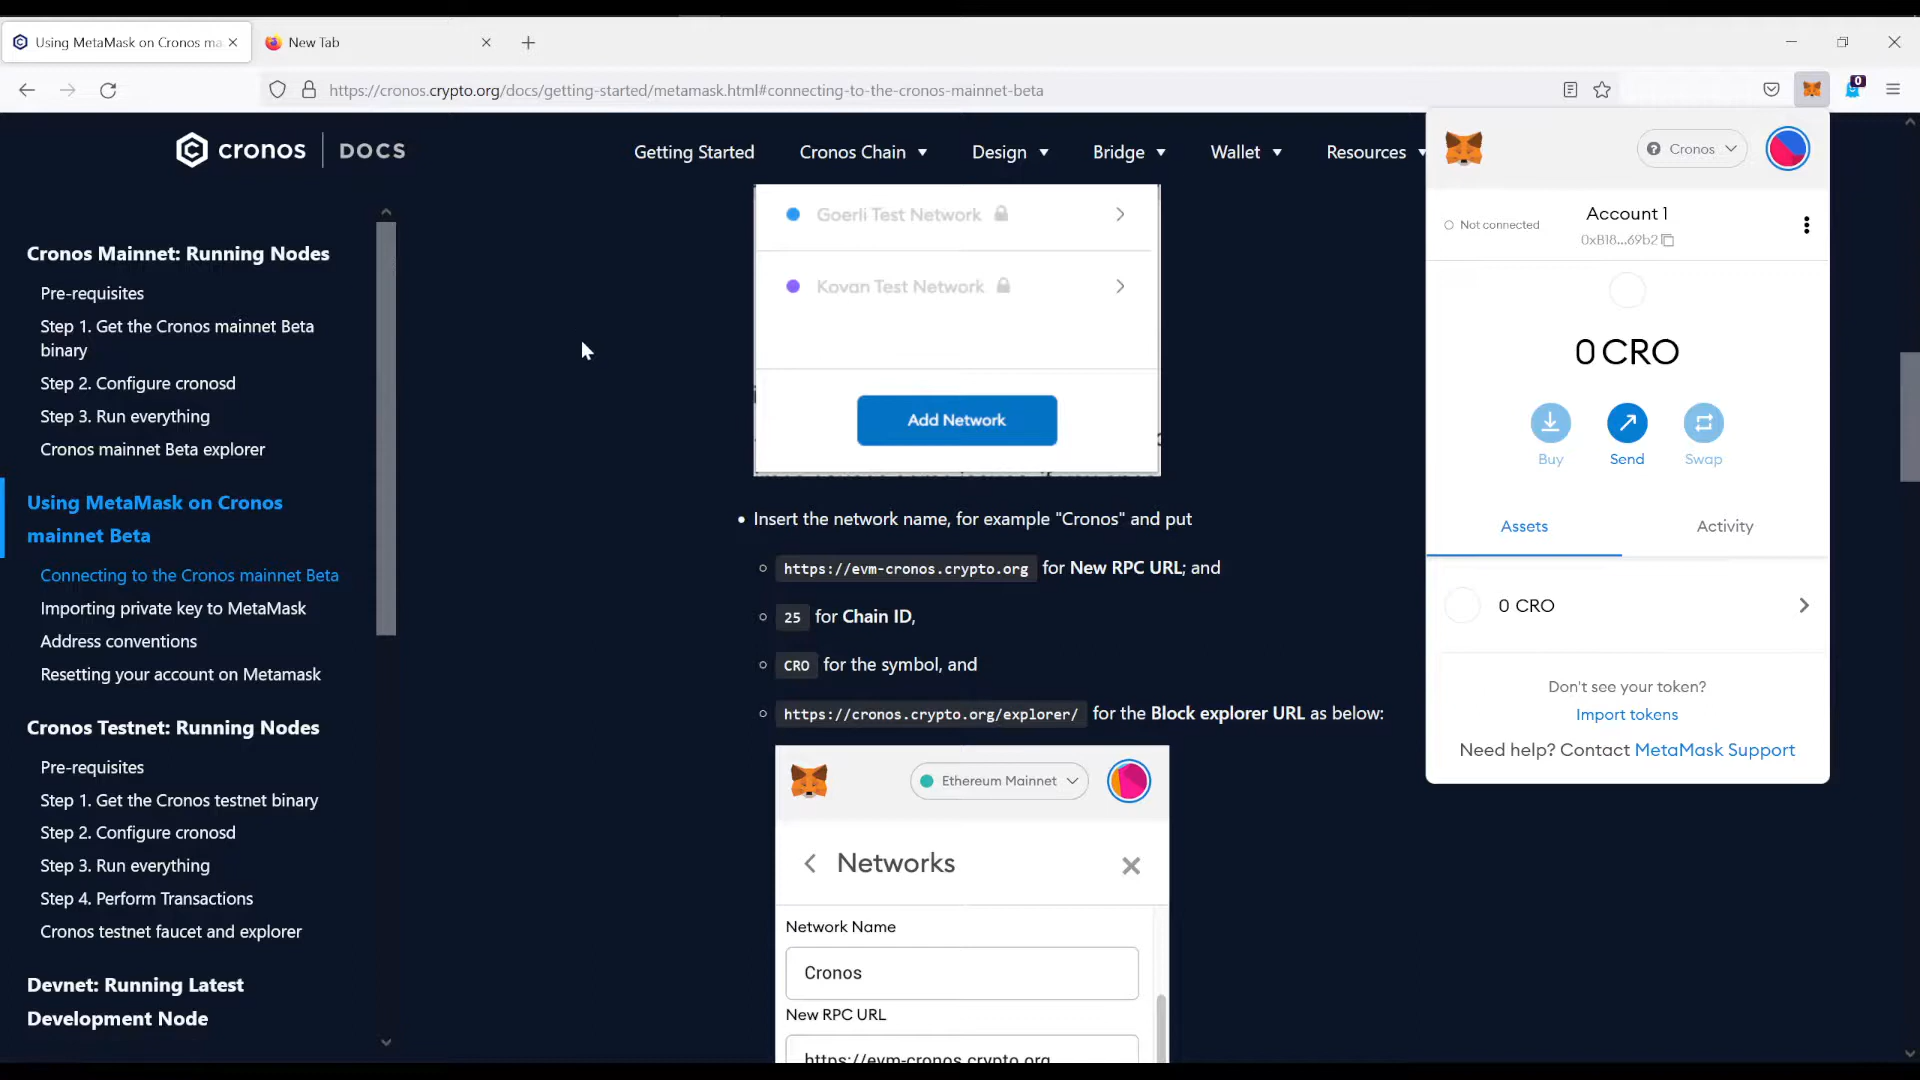 Using MetaMask on Cronos ma
New Tab
https://cronos.crypto.org/docs/getting-started/metamask.html#connecting-to-the-cronos-mainnet-beta
0
cronos
DOCS
Getting Started
Cronos Chain
Design
Bridge
Wallet
Resources
Cronos Mainnet: Running Nodes
Pre-requisites
Step 1. Get the Cronos mainnet Beta
binary
Step 2. Configure cronosd
Step 3. Run everything
Cronos mainnet Beta explorer
Using MetaMask on Cronos
mainnet Beta
Connecting to the Cronos mainnet Beta
Importing private key to MetaMask
Address conventions
Resetting your account on Metamask
Cronos Testnet: Running Nodes
Pre-requisites
Step 1. Get the Cronos testnet binary
Step 2. Configure cronosd
Step 3. Run everything
Step 4. Perform Transactions
Cronos testnet faucet and explorer
Devnet: Running Latest
Development Node
Goerli Test Network
Kovan Test Network
Add Network
• Insert the network name, for example "Cronos" and put
https://evm-cronos.crypto.org for New RPC URL; and
25 for Chain ID,
CRO for the symbol, and
https://cronos.crypto.org/explorer/ for the Block explorer URL as below:
Ethereum Mainnet
Networks
Network Name
Cronos
New RPC URL
https://evm-cronos.crypto.org
Cronos
Not connected
Account 1
0xB18...69b2
0 CRO
Buy
Send
Swap
Assets
Activity
0 CRO
Don't see your token?
Import tokens
Need help? Contact MetaMask Support